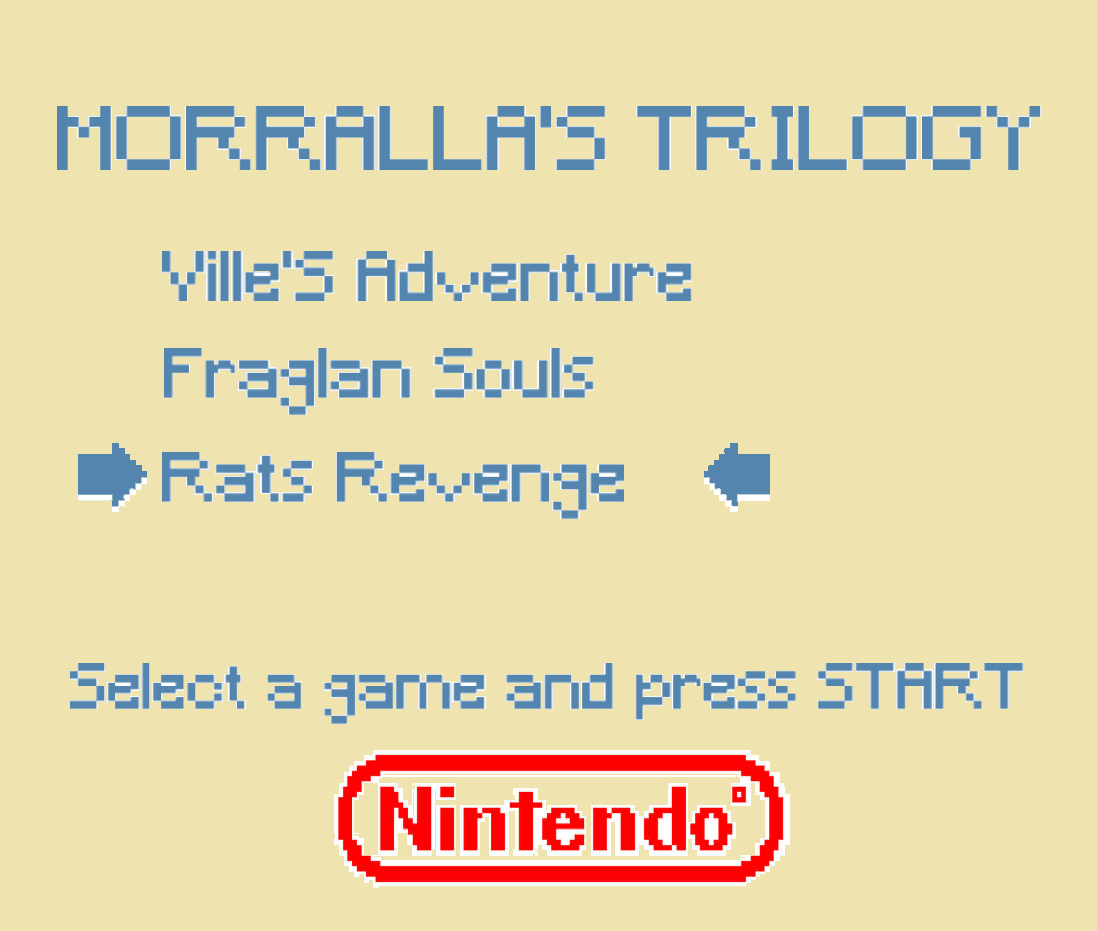 MORRALLA'S TRILOGY
Ville'S Adventure
Fraglan Souls
Rats Revenge
Select a game and press START
Nintendo